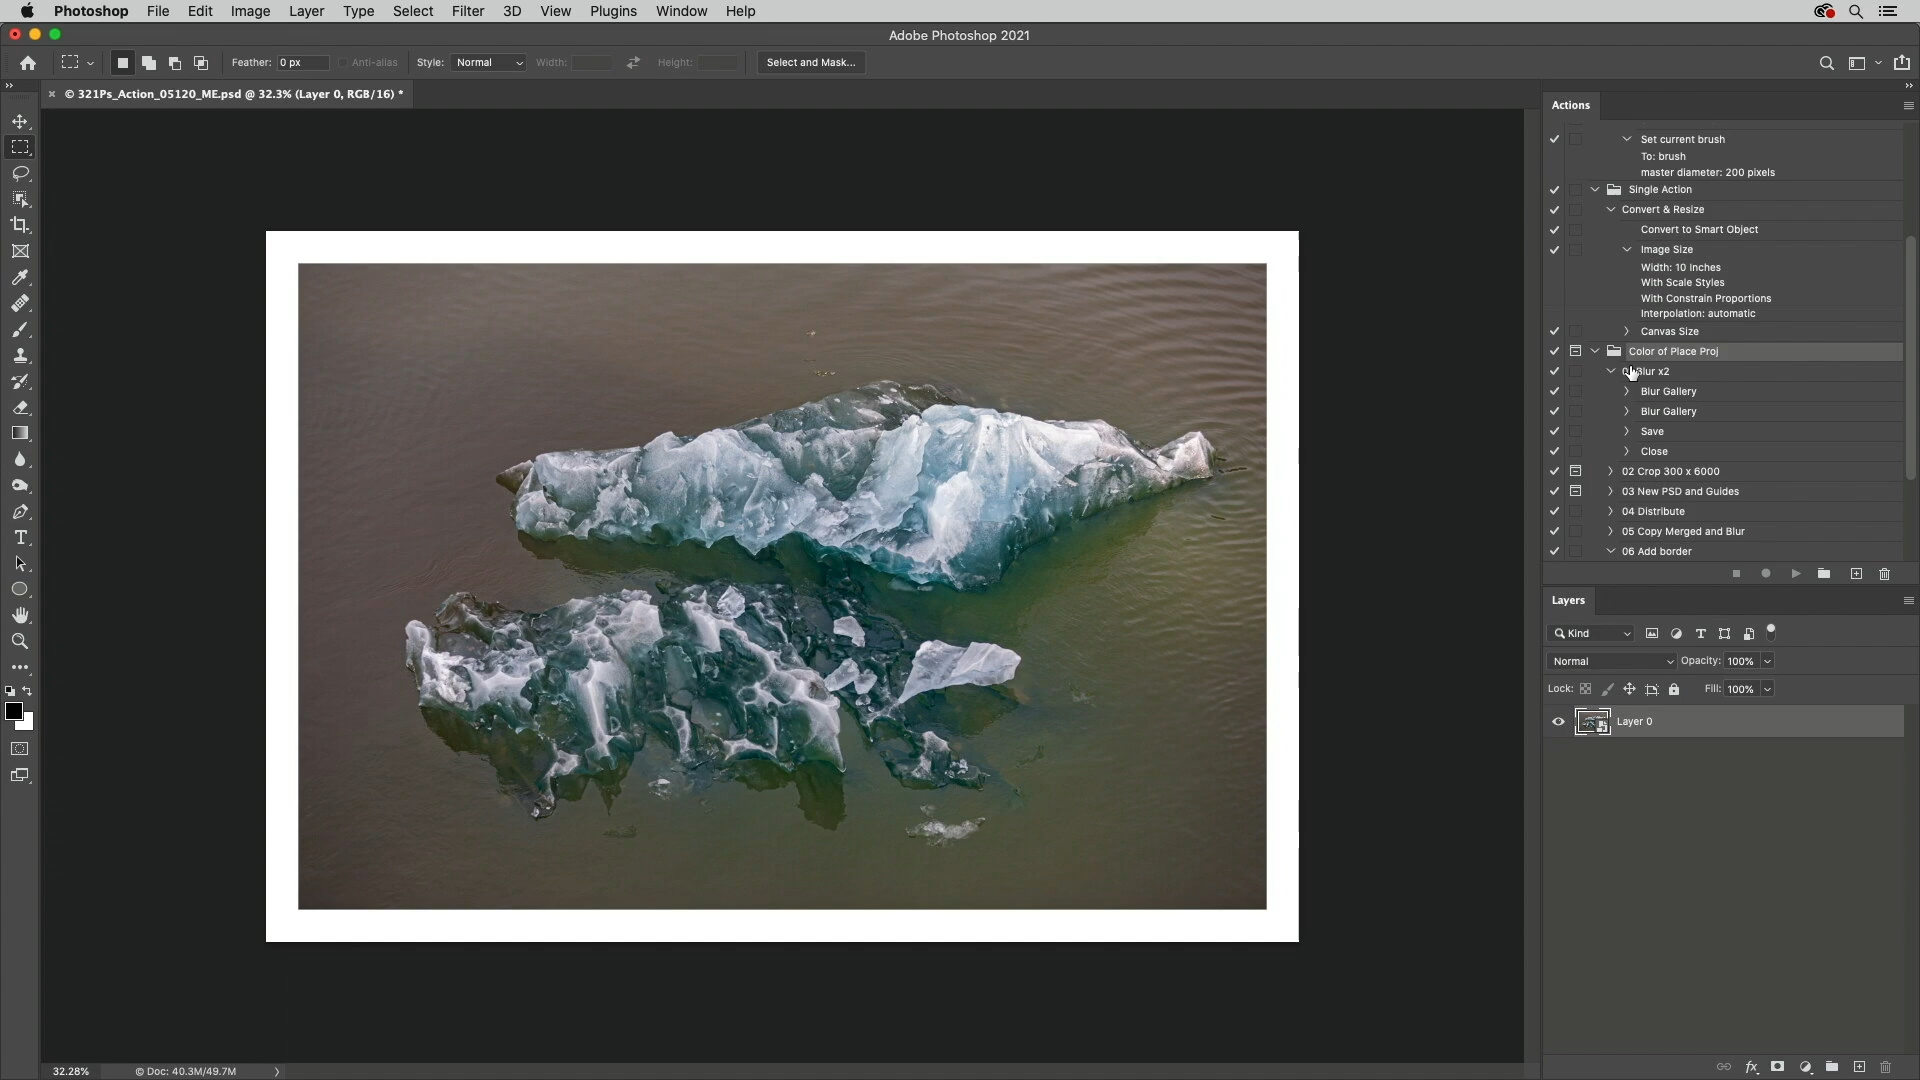 Photoshop File Edit Image Layer Type Select Filter 3D View Plugins Window Help
Adobe Photoshop 2021
Feather: 0 px Anti-alias Style: Normal Width: Height: Select and Mask...
© 321Ps_Action_05120_ME.psd @ 32.3% (Layer 0, RGB/16) *
Actions
Set current brush
To: brush
master diameter: 200 pixels
Single Action
Convert & Resize
Convert to Smart Object
Image Size
Width: 10 Inches
With Scale Styles
With Constrain Proportions
Interpolation: automatic
Canvas Size
Color of Place Proj
Blur x2
Blur Gallery
Blur Gallery
Save
Close
02 Crop 300 x 6000
03 New PSD and Guides
04 Distribute
05 Copy Merged and Blur
06 Add border
Layers
Kind
Normal Opacity: 100%
Lock: Fill: 100%
Layer 0
32.28% © Doc: 40.3M/49.7M